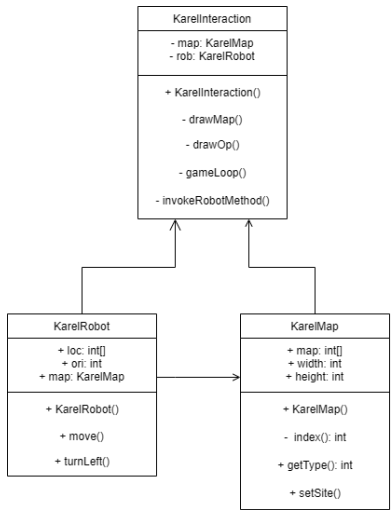 KarelInteraction
- map: KarelMap
- rob: KarelRobot
+ KarelInteraction()
- drawMap()
- drawOp()
- gameLoop()
- invokeRobotMethod()
KarelRobot
+ loc: int[]
+ ori: int
+ map: KarelMap
+ KarelRobot()
+ move()
+ turnLeft()
KarelMap
+ map: int[]
+ width: int
+ height: int
+ KarelMap()
- index(): int
+ getType(): int
+ setSite()